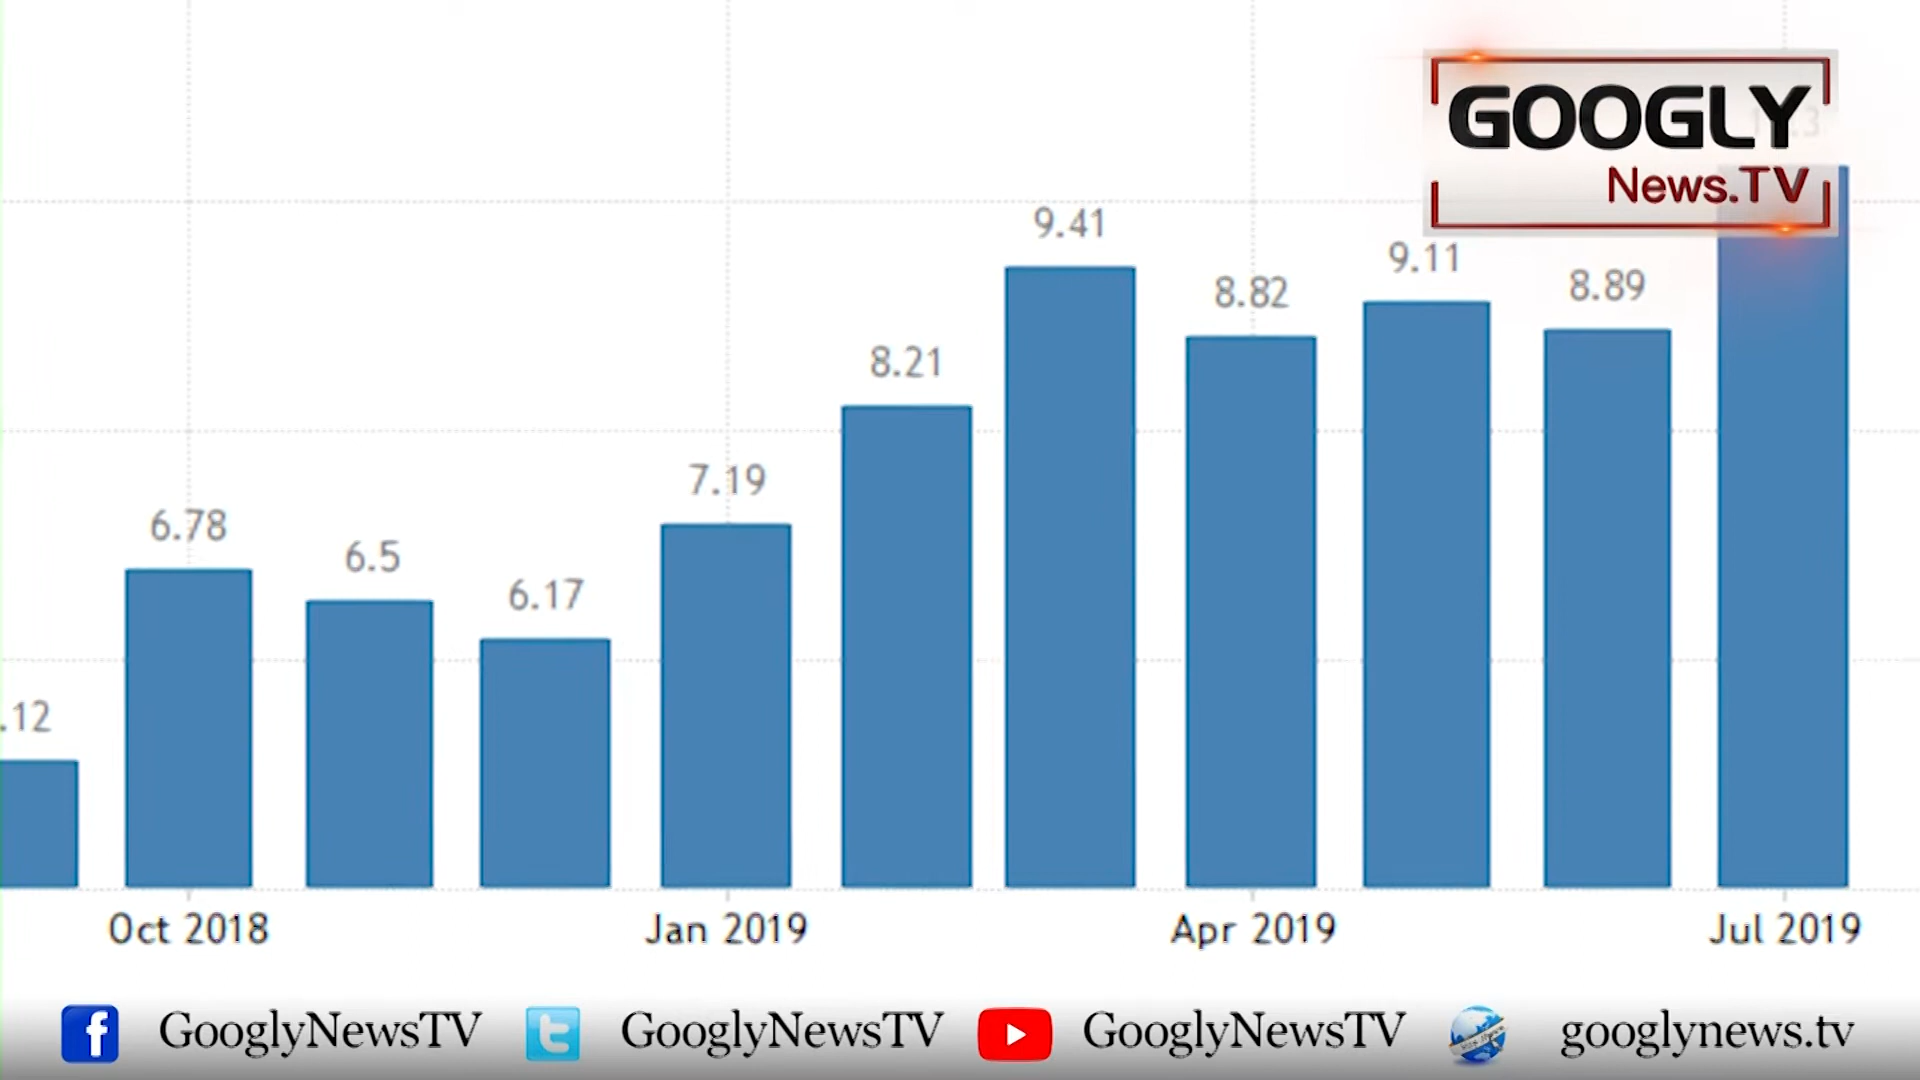 GOOGLY
News.TV
9.41
9.11
8.89
8.82
8.21
7.19
6.78
6.5
6.17
.12
Oct 2018 Jan 2019 Apr 2019 Jul 2019
GooglyNewsTV GooglyNewsTV GooglyNewsTV googlynews.tv